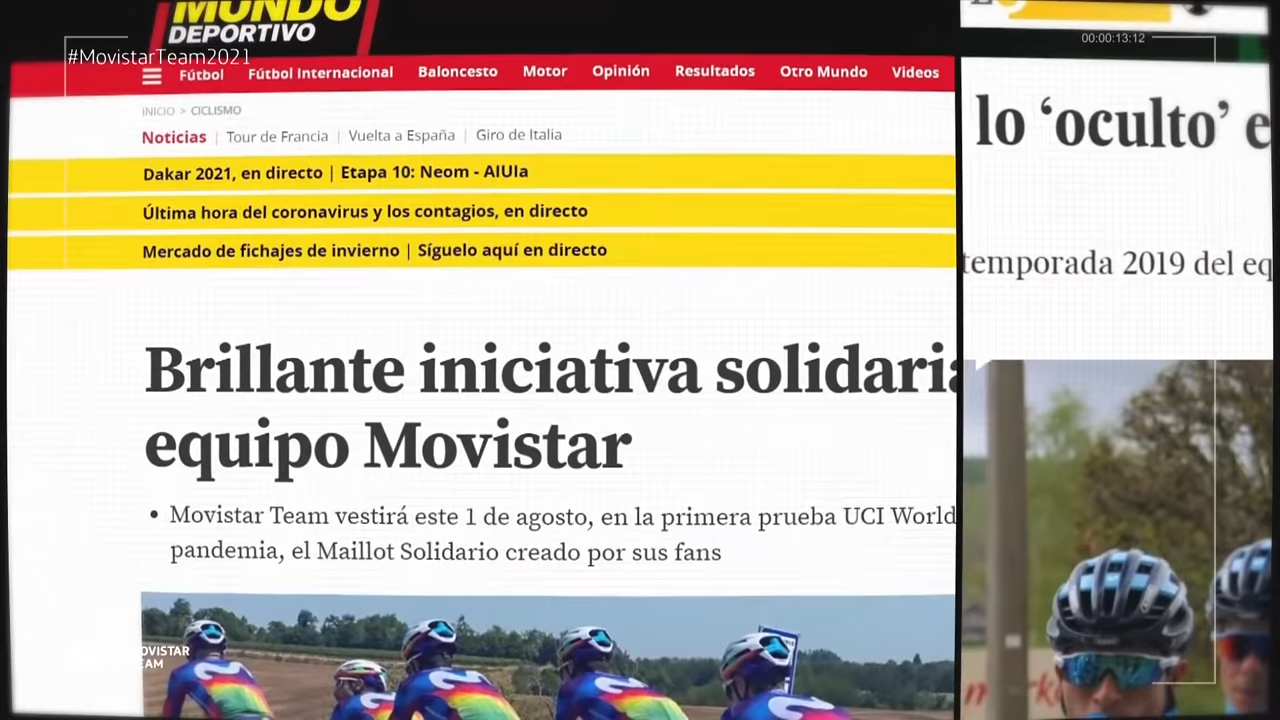 MUNDO
DEPORTIVO
#MovistarTeam2021
Fútbol Fútbol Internacional Baloncesto Motor Opinión Resultados Otro Mundo Videos
INICIO > CICLISMO
Noticias | Tour de Francia | Vuelta a España | Giro de Italia
Dakar 2021, en directo | Etapa 10: Neom - AlUla
Última hora del coronavirus y los contagios, en directo
Mercado de fichajes de invierno | Síguelo aquí en directo
Brillante iniciativa solidaria
equipo Movistar
• Movistar Team vestirá este 1 de agosto, en la primera prueba UCI World
pandemia, el Maillot Solidario creado por sus fans
OVISTAR
EAM
00:00:13:12
lo ‘oculto’ e
temporada 2019 del eq